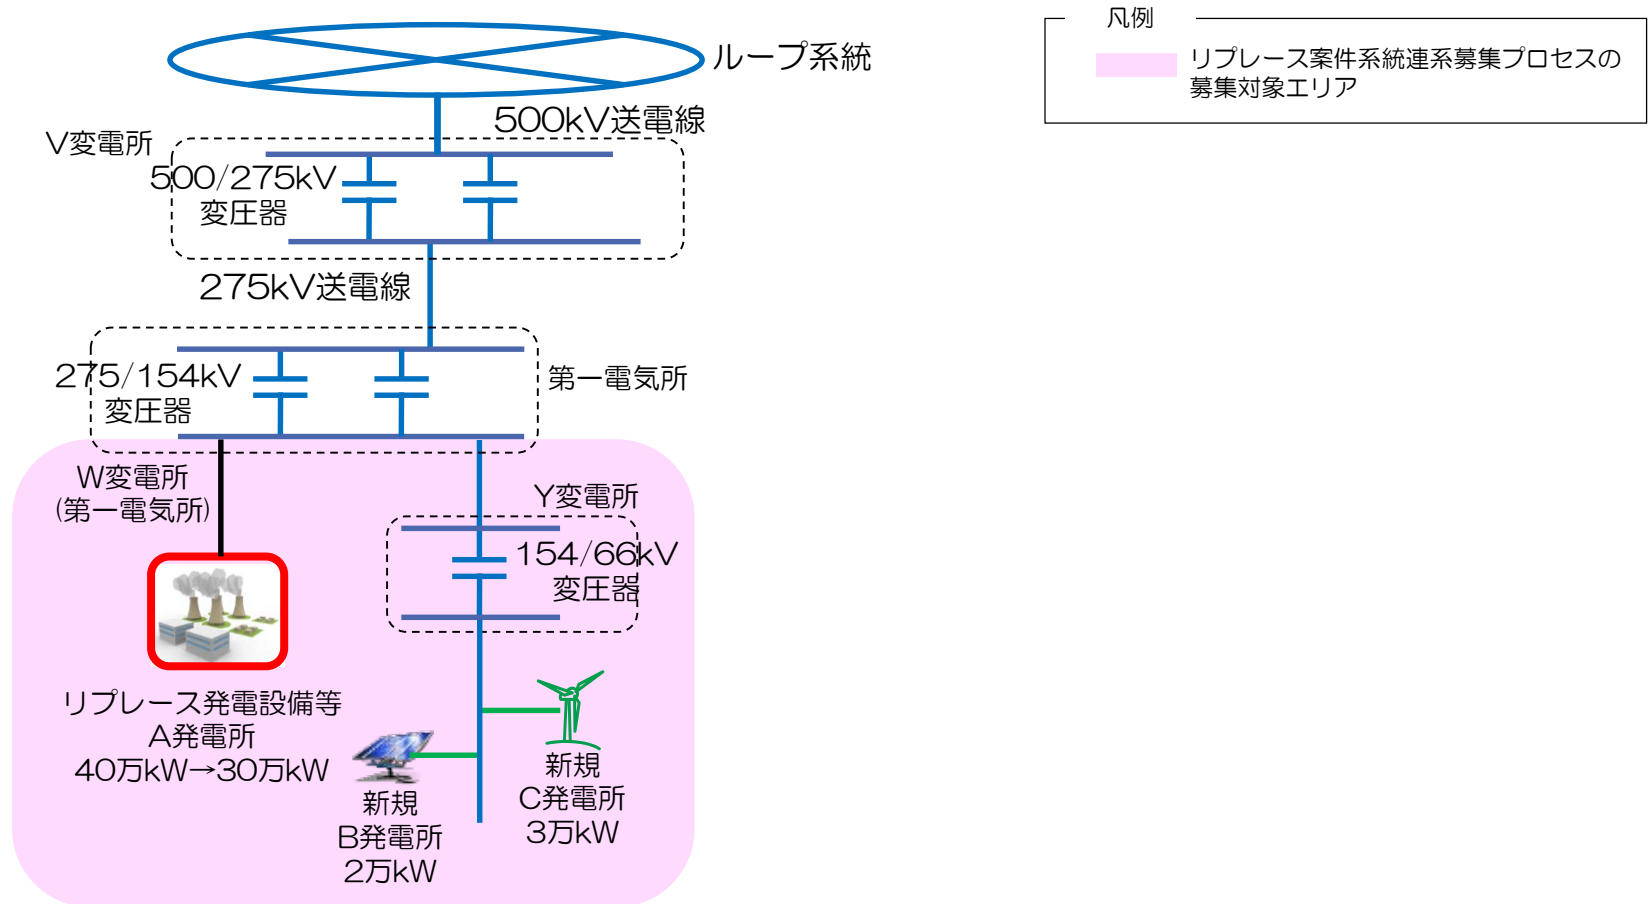 凡例
リプレース案件系統連系募集プロセスの
募集対象エリア
ループ系統
500kV送電線
V変電所
500/275kV
変圧器
275kV送電線
275/154kV
変圧器
第一電気所
W変電所
(第一電気所)
Y変電所
154/66kV
変圧器
リプレース発電設備等
A発電所
40万kW→30万kW
新規
B発電所
2万kW
新規
C発電所
3万kW